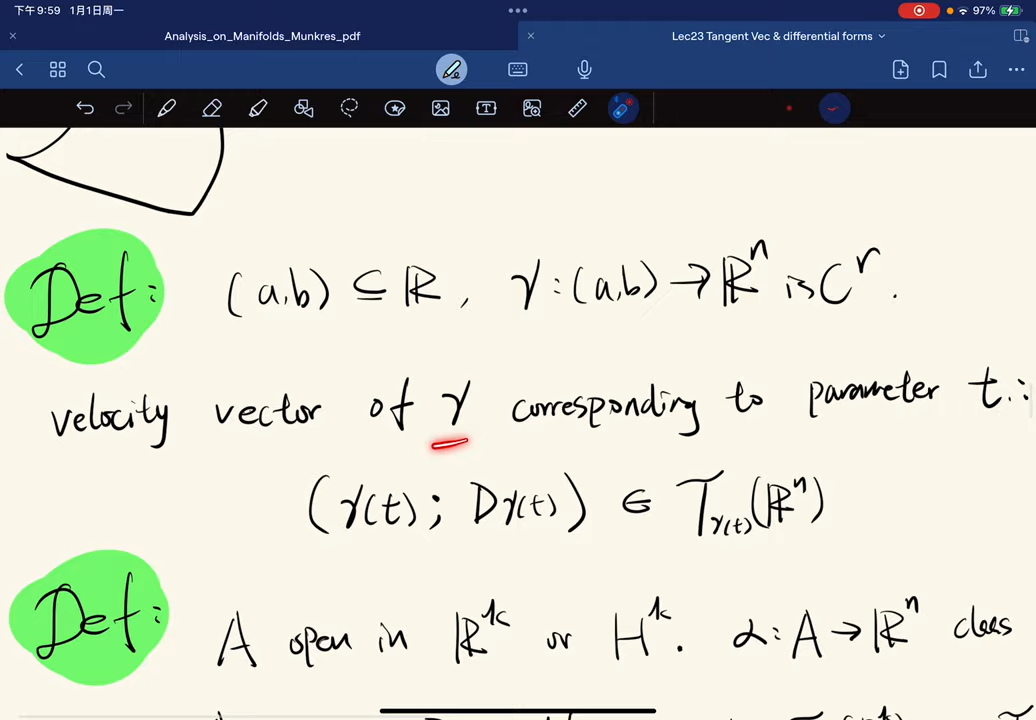 下午9:59 1月1日周一
97%
Analysis_on_Manifolds_Munkres_pdf
Lec23 Tangent Vec & differential forms
Def: (a,b) ⊆ ℝ, γ:(a,b) → ℝⁿ is Cʳ.
velocity vector of γ corresponding to parameter t:
(γ(t); Dγ(t)) ∈ T_γ(t)(ℝⁿ)
Def: A open in ℝᵏ or Hᵏ. α: A → ℝⁿ class